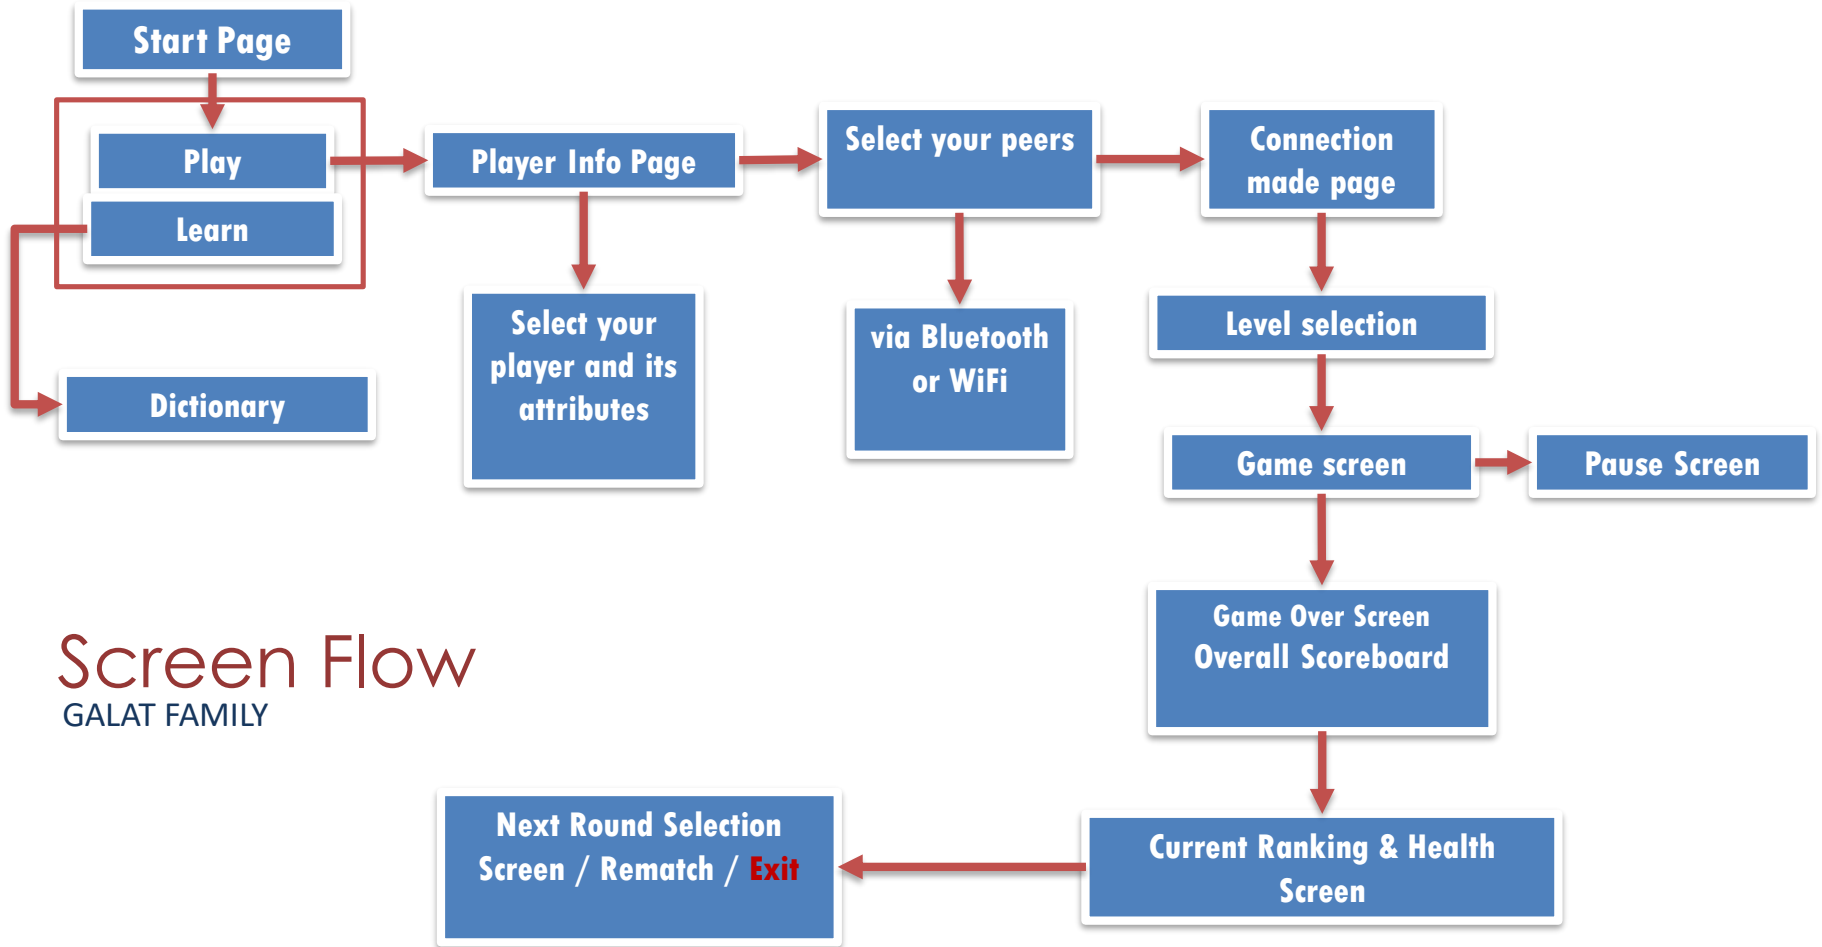 Start Page
Play
Learn
Dictionary
Player Info Page
Select your
player and its
attributes
Select your peers
via Bluetooth
or WiFi
Connection
made page
Level selection
Game screen
Pause Screen
Game Over Screen
Overall Scoreboard
Current Ranking & Health
Screen
Next Round Selection
Screen / Rematch / Exit
Screen Flow
GALAT FAMILY